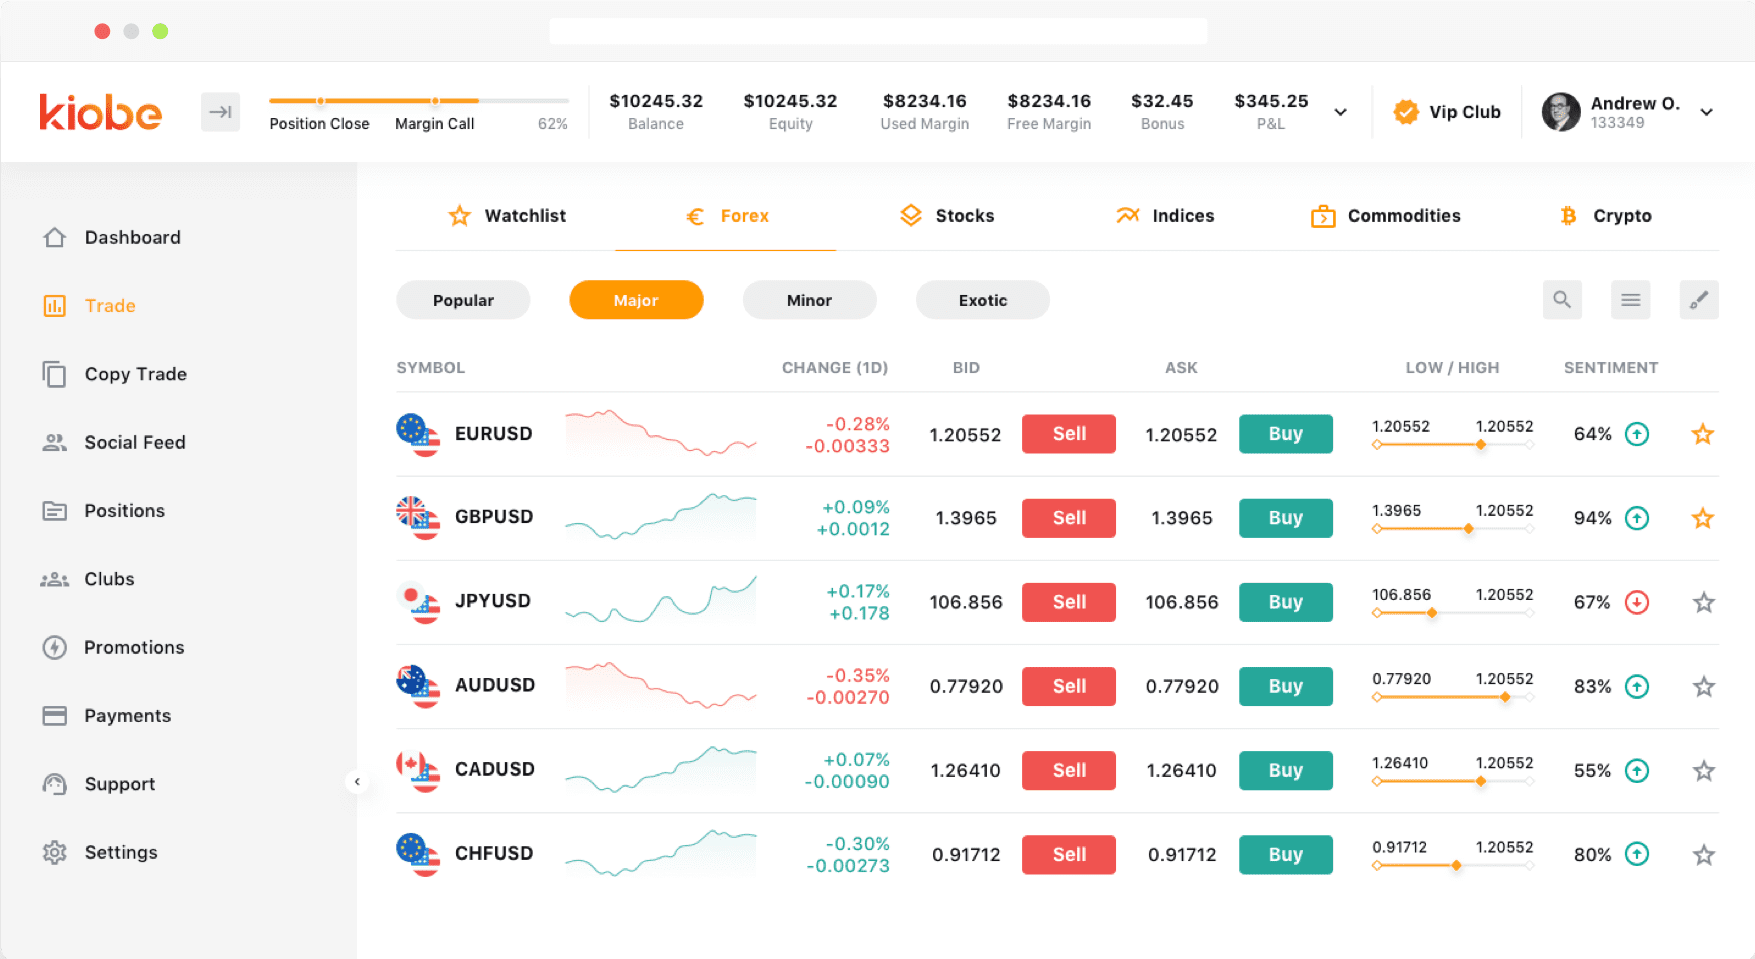 kiobe
Position Close Margin Call 62%
$10245.32 $10245.32 $8234.16 $8234.16 $32.45 $345.25
Balance Equity Used Margin Free Margin Bonus P&L
Vip Club
Andrew O.
133349
Dashboard
Trade
Copy Trade
Social Feed
Positions
Clubs
Promotions
Payments
Support
Settings
Watchlist Forex Stocks Indices Commodities Crypto
Popular Major Minor Exotic
SYMBOL CHANGE (1D) BID ASK LOW / HIGH SENTIMENT
EURUSD -0.28% 1.20552 Sell 1.20552 Buy 1.20552 1.20552 64%
-0.00333
GBPUSD +0.09% 1.3965 Sell 1.3965 Buy 1.3965 1.20552 94%
+0.0012
JPYUSD +0.17% 106.856 Sell 106.856 Buy 106.856 1.20552 67%
+0.178
AUDUSD -0.35% 0.77920 Sell 0.77920 Buy 0.77920 1.20552 83%
-0.00270
CADUSD +0.07% 1.26410 Sell 1.26410 Buy 1.26410 1.20552 55%
-0.00090
CHFUSD -0.30% 0.91712 Sell 0.91712 Buy 0.91712 1.20552 80%
-0.00273